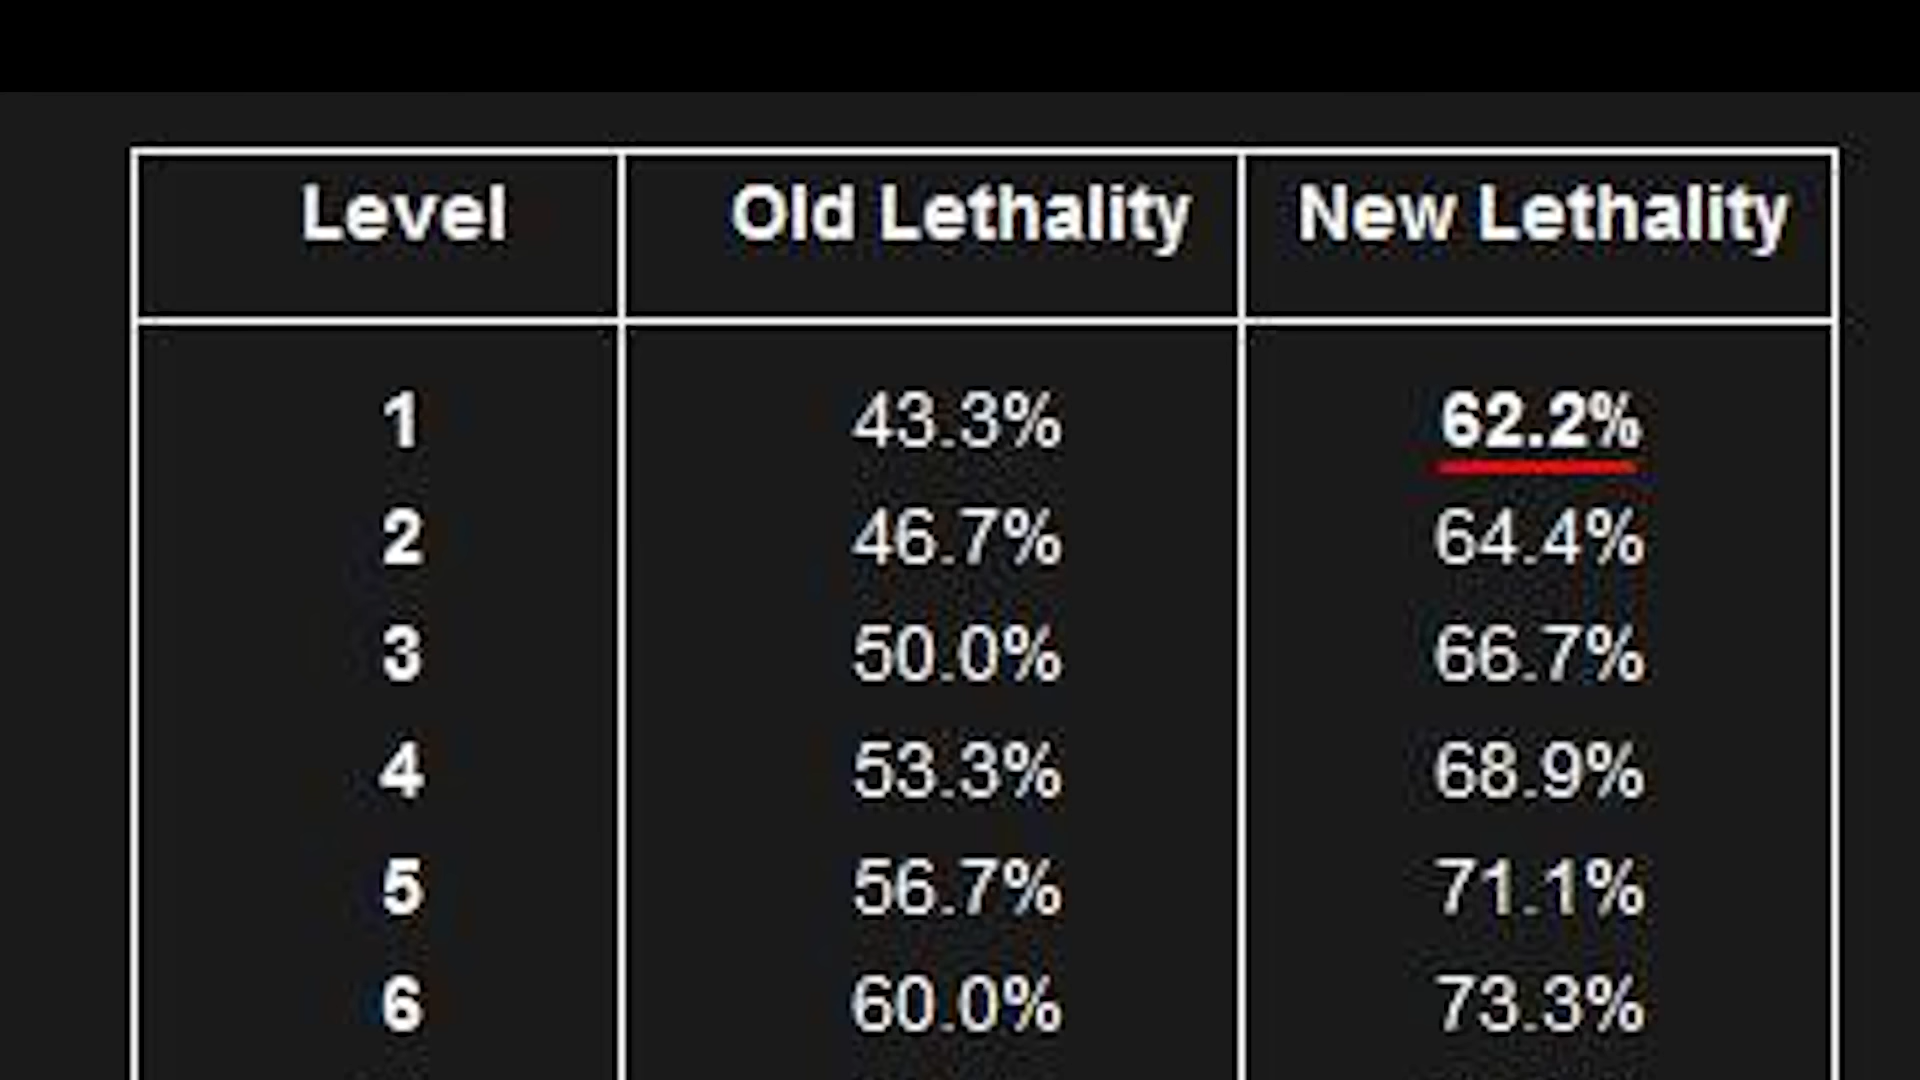 Level Old Lethality New Lethality
1 43.3% 62.2%
2 46.7% 64.4%
3 50.0% 66.7%
4 53.3% 68.9%
5 56.7% 71.1%
6 60.0% 73.3%